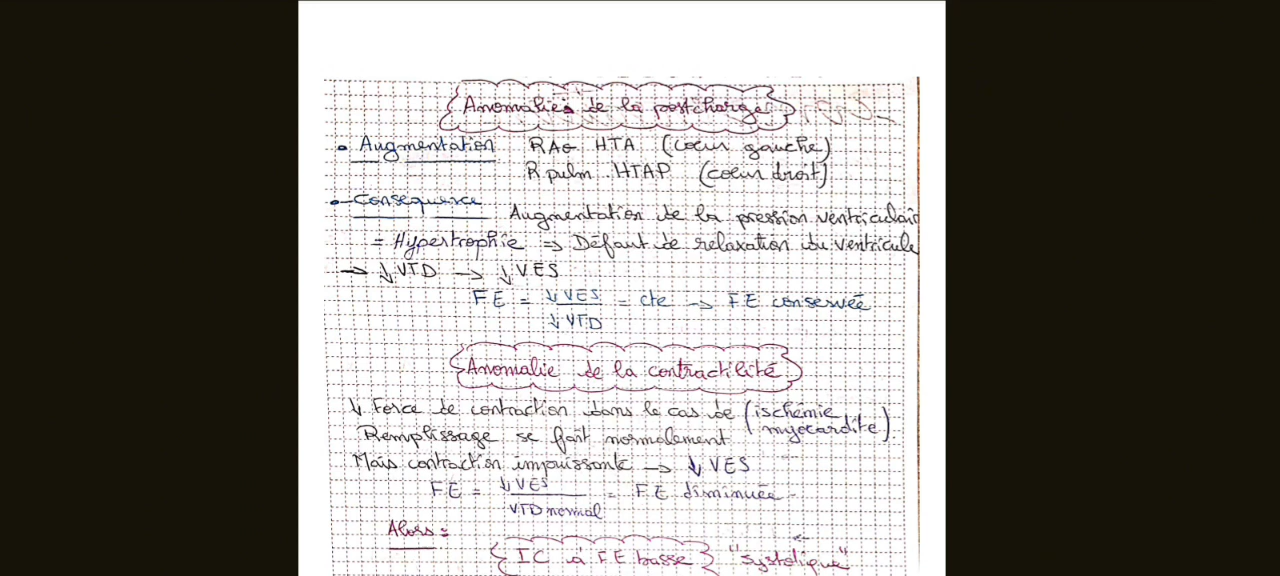 Anomalies de la postcharge
• Augmentation RAG HTA (coeur gauche)
R pulm HTAP (coeur droit)
• Consequence Augmentation de la pression ventriculair
= Hypertrophie => Défaut de relaxation du ventricule
→ ↓VTD → ↓VES
FE = ↓VES / ↓VTD = cte → FE conservée
Anomalie de la contractilité
↓ Force de contraction dans le cas de (ischémie
myocardite)
Remplissage se fait normalement
Mais contraction impuissante → ↓ VES
FE = ↓VES / VTD normal = FE diminuée
Alors =
IC à FE basse "systolique"